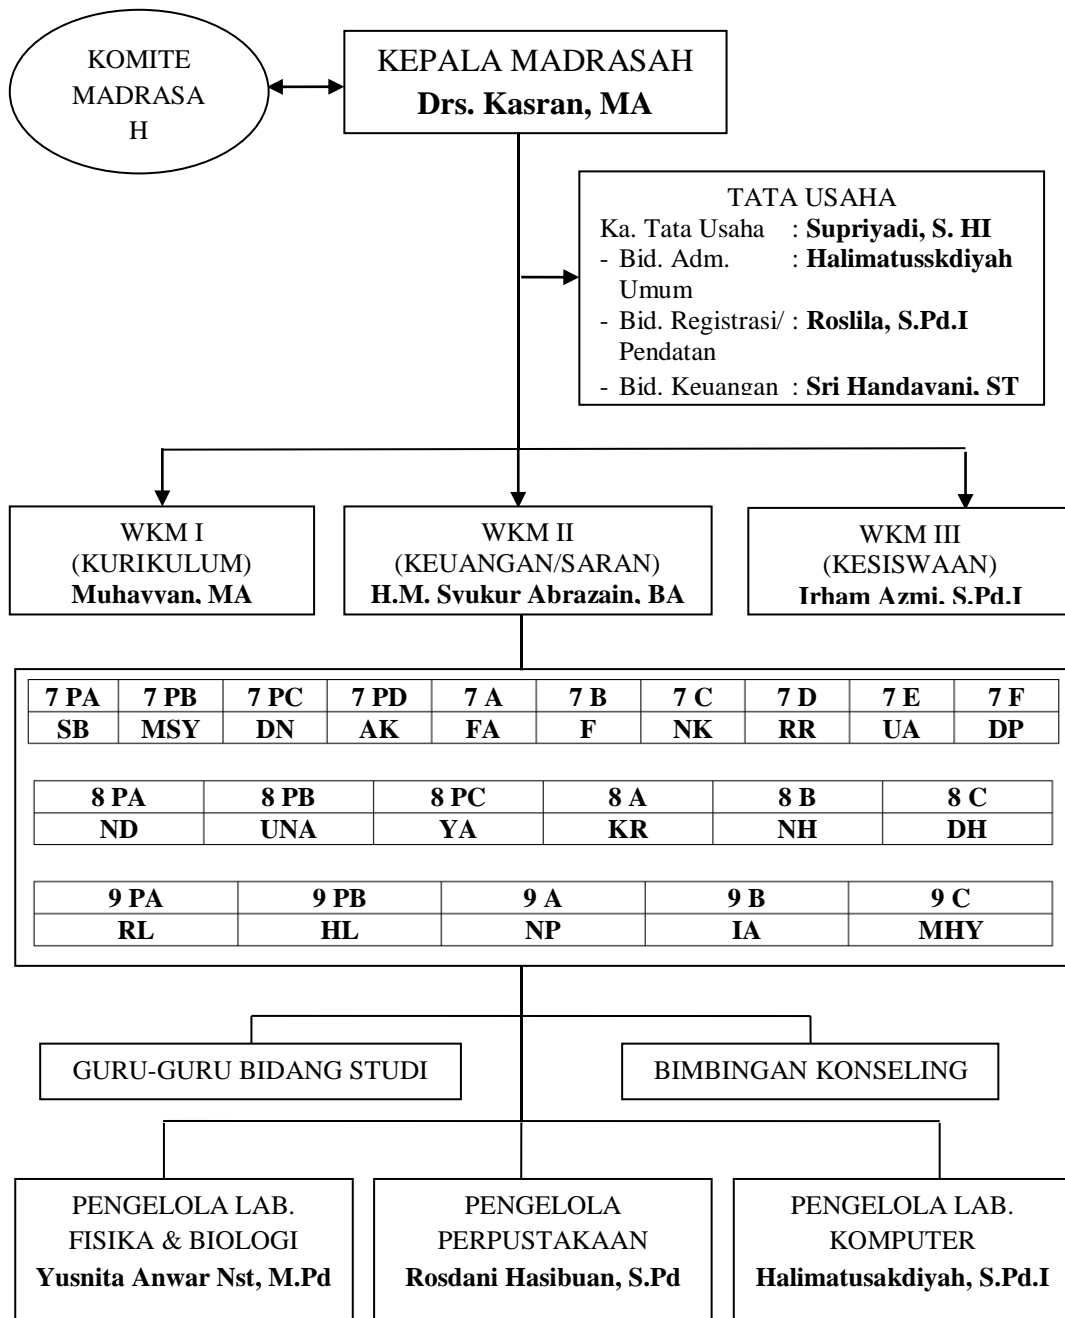 KOMITE
MADRASA
H
KEPALA MADRASAH
Drs. Kasran, MA
TATA USAHA
Ka. Tata Usaha : Supriyadi, S. HI
- Bid. Adm. : Halimatusskdiyah
Umum
- Bid. Registrasi/ : Roslila, S.Pd.I
Pendatan
- Bid. Keuangan : Sri Handayani, ST
WKM I
(KURIKULUM)
Muhayyan, MA
WKM II
(KEUANGAN/SARAN)
H.M. Syukur Abrazain, BA
WKM III
(KESISWAAN)
Irham Azmi, S.Pd.I
7 PA 7 PB 7 PC 7 PD 7 A 7 B 7 C 7 D 7 E 7 F
SB MSY DN AK FA F NK RR UA DP
8 PA 8 PB 8 PC 8 A 8 B 8 C
ND UNA YA KR NH DH
9 PA 9 PB 9 A 9 B 9 C
RL HL NP IA MHY
GURU-GURU BIDANG STUDI
BIMBINGAN KONSELING
PENGELOLA LAB.
FISIKA & BIOLOGI
Yusnita Anwar Nst, M.Pd
PENGELOLA
PERPUSTAKAAN
Rosdani Hasibuan, S.Pd
PENGELOLA LAB.
KOMPUTER
Halimatusakdiyah, S.Pd.I